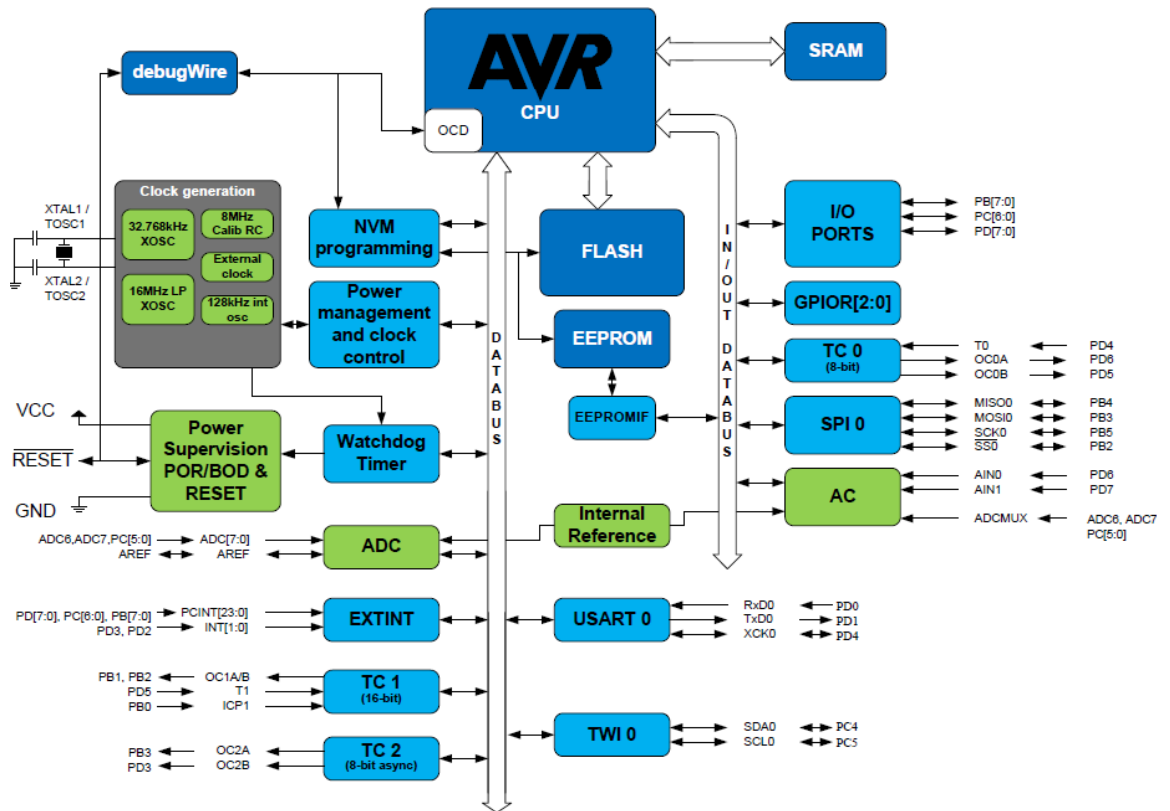 AVR
CPU
OCD
SRAM
debugWire
Clock generation
32.768kHz
XOSC
8MHz
Calib RC
External
clock
16MHz LP
XOSC
128kHz int
osc
XTAL1 /
TOSC1
XTAL2 /
TOSC2
NVM
programming
Power
management
and clock
control
FLASH
EEPROM
EEPROMIF
DATABUS
IN/OUT DATABUS
I/O
PORTS
PB[7:0]
PC[6:0]
PD[7:0]
GPIOR[2:0]
TC 0
(8-bit)
T0 PD4
OC0A PD6
OC0B PD5
SPI 0
MISO0 PB4
MOSI0 PB3
SCK0 PB5
SS0 PB2
AC
AIN0 PD6
AIN1 PD7
ADCMUX ADC6, ADC7
PC[5:0]
VCC
RESET
GND
Power
Supervision
POR/BOD &
RESET
Watchdog
Timer
Internal
Reference
ADC6,ADC7,PC[5:0] ADC[7:0]
AREF AREF
ADC
PD[7:0], PC[6:0], PB[7:0] PCINT[23:0]
PD3, PD2 INT[1:0]
EXTINT
USART 0
RxD0 PD0
TxD0 PD1
XCK0 PD4
PB1, PB2 OC1A/B
PD5 T1
PB0 ICP1
TC 1
(16-bit)
TWI 0
SDA0 PC4
SCL0 PC5
PB3 OC2A
PD3 OC2B
TC 2
(8-bit async)